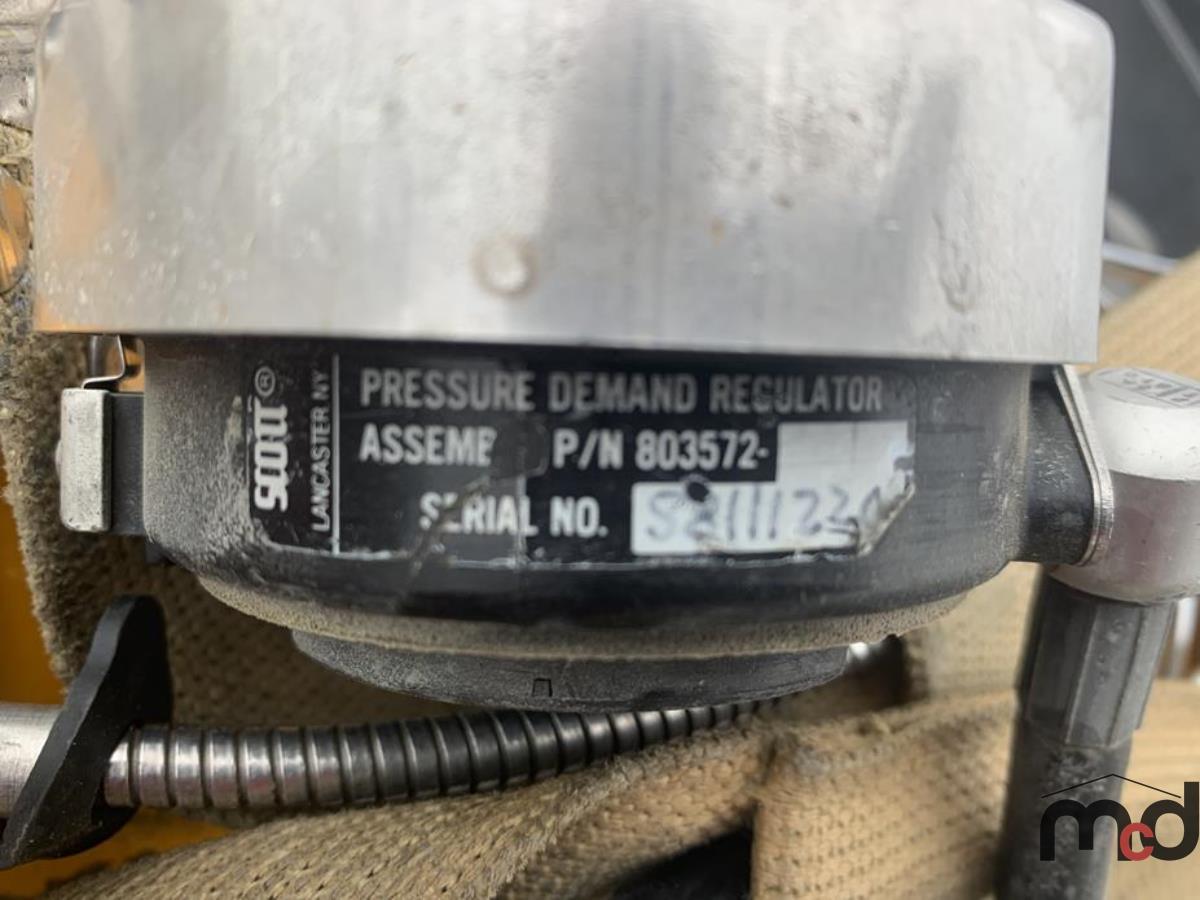 SCOTT®
LANCASTER NY
PRESSURE DEMAND REGULATOR
P/N 803572-
SERIAL NO.
mcd